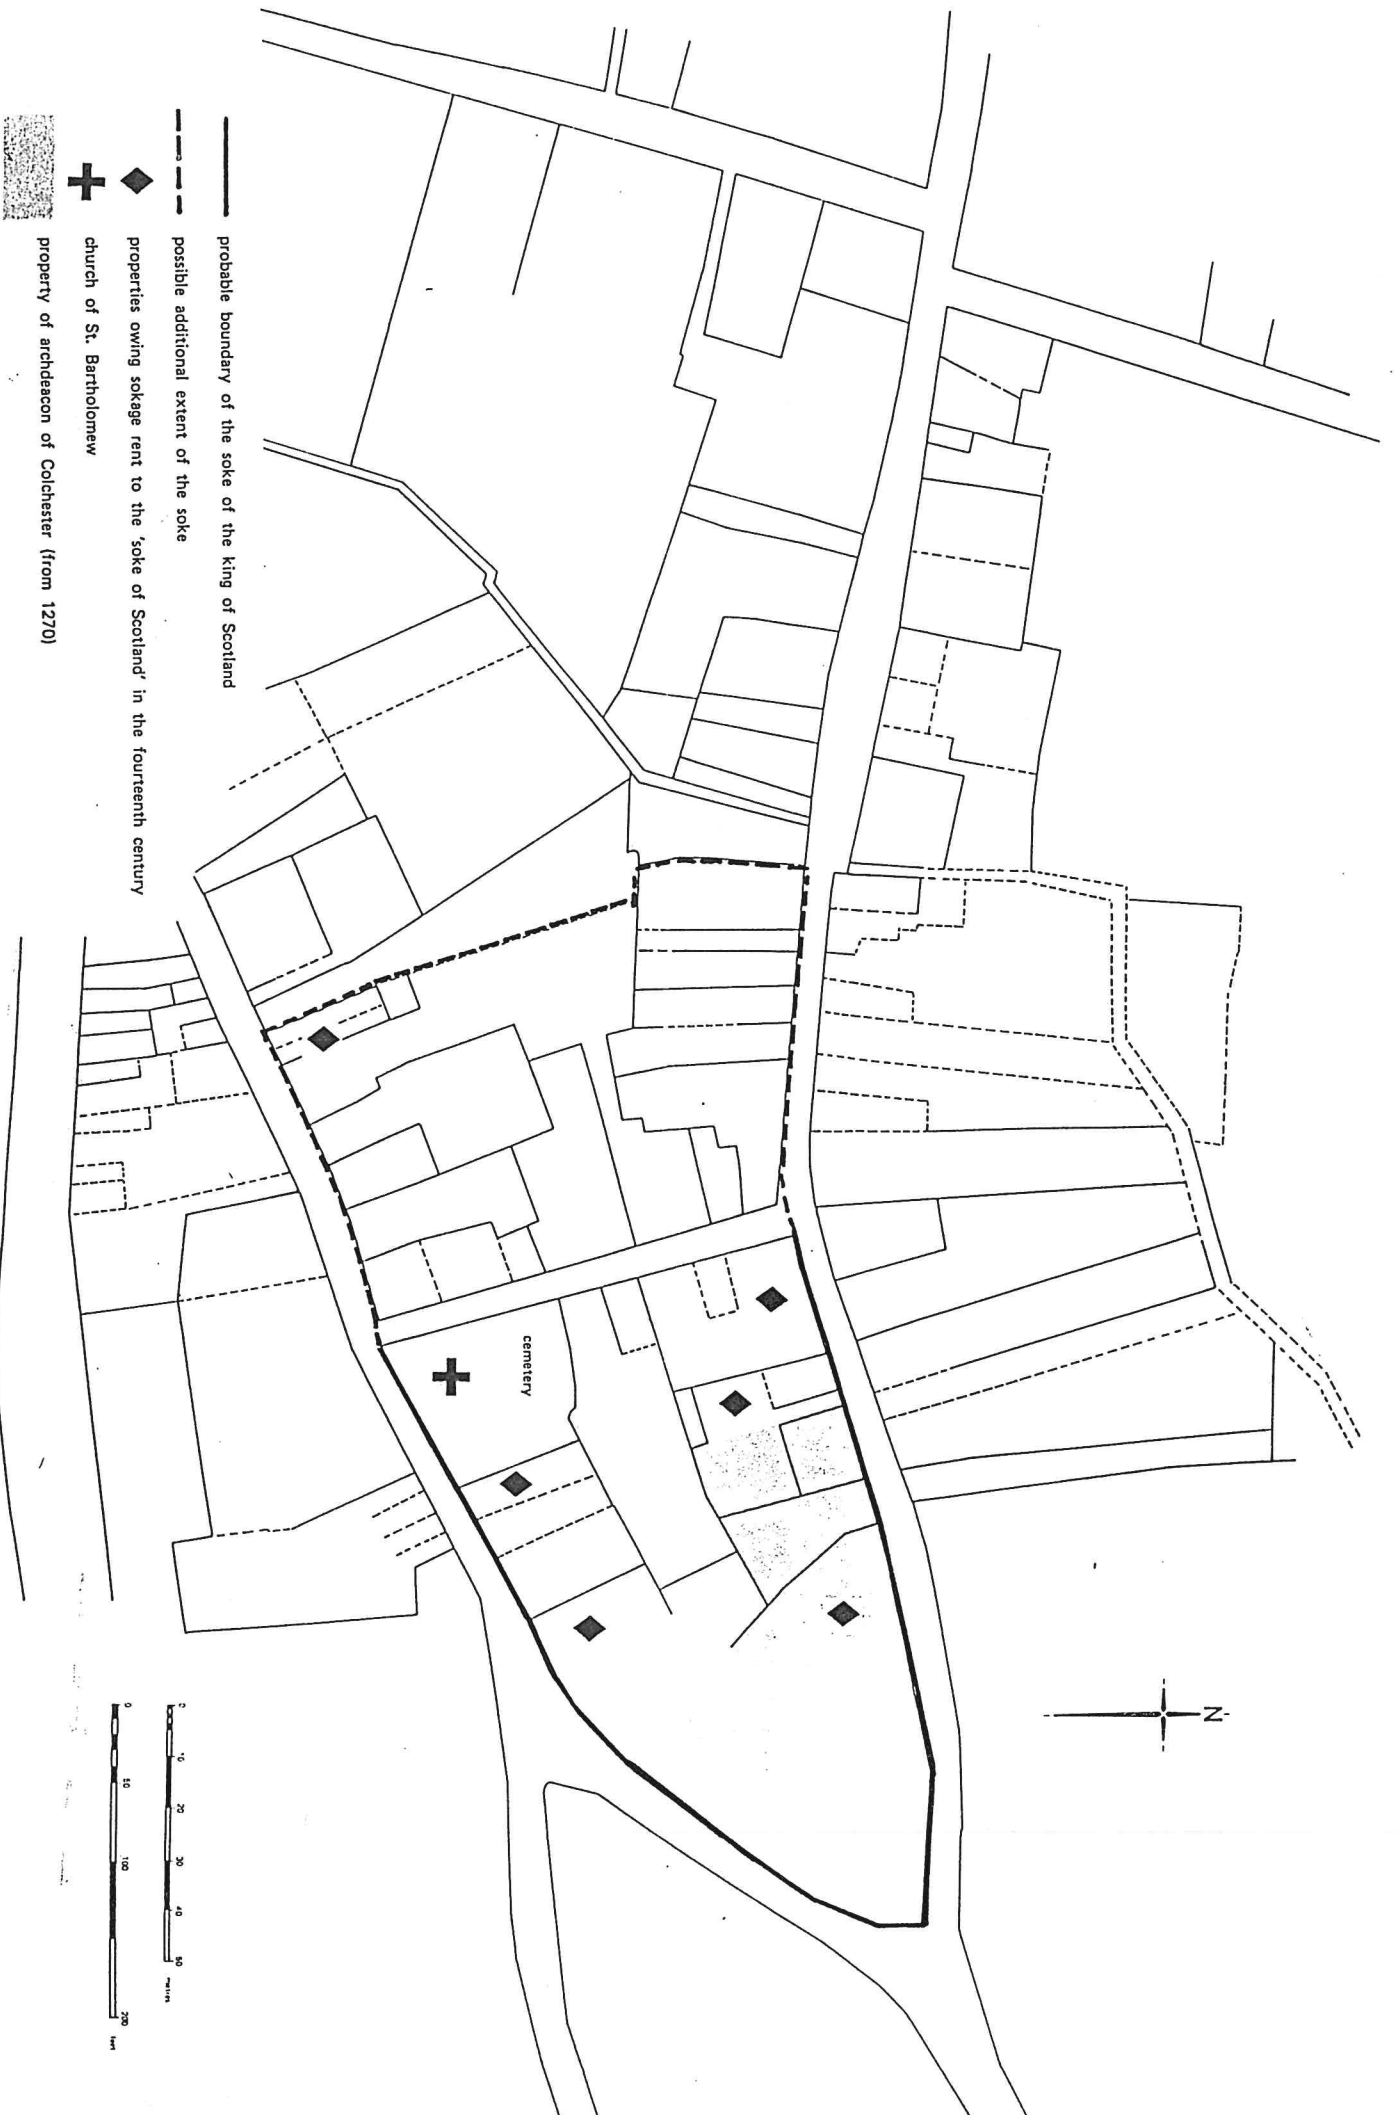 probable boundary of the soke of the king of Scotland
possible additional extent of the soke
properties owing sokage rent to the 'soke of Scotland' in the fourteenth century
church of St. Bartholomew
property of archdeacon of Colchester (from 1270)
cemetery
N
0 10 20 30 40 50 metres
0 50 100 200 feet